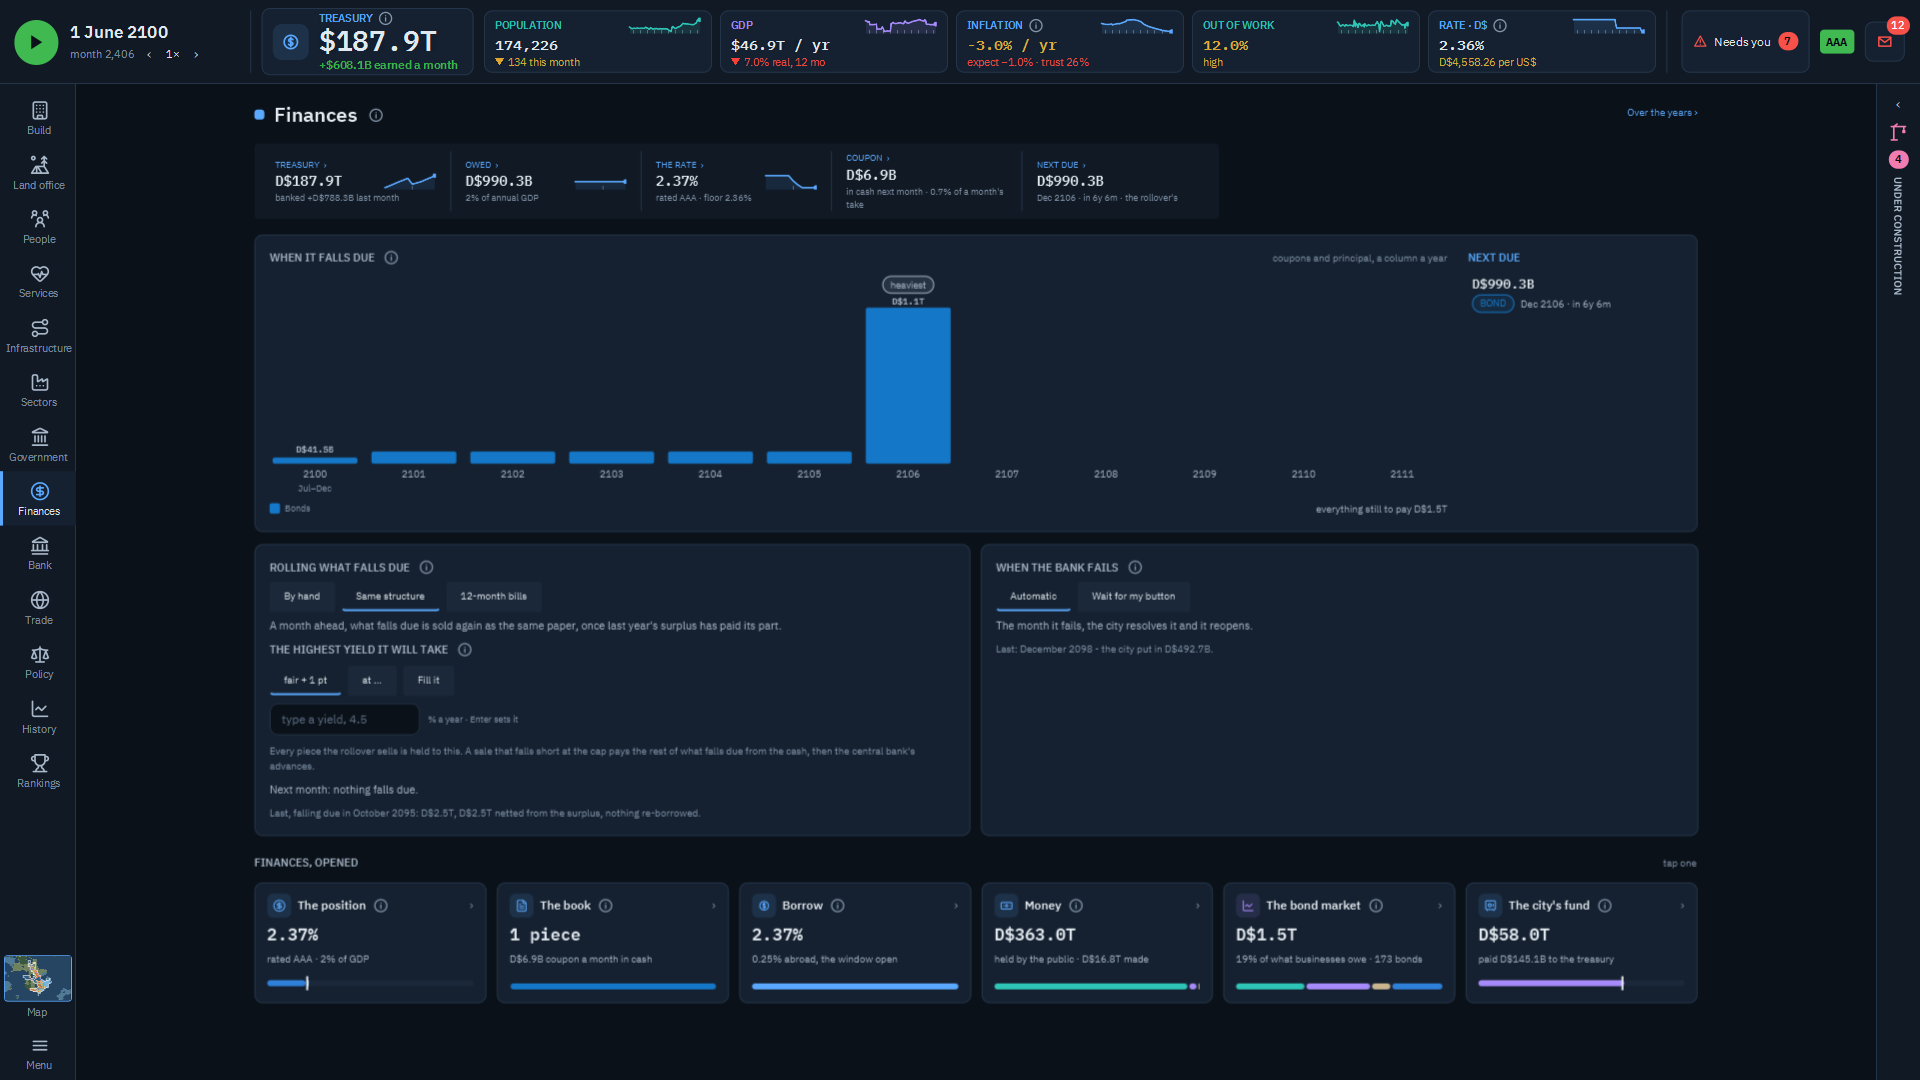 1 June 2100
month 2,406 ‹ 1× ›
TREASURY
$187.9T
+$608.1B earned a month
POPULATION
174,226
▼ 134 this month
GDP
$46.9T / yr
▼ 7.0% real, 12 mo
INFLATION
-3.0% / yr
expect −1.0% · trust 26%
OUT OF WORK
12.0%
high
RATE · D$
2.36%
D$4,558.26 per US$
Needs you 7
AAA
12
Build
Land office
People
Services
Infrastructure
Sectors
Government
Finances
Bank
Trade
Policy
History
Rankings
Map
Menu
Finances
Over the years ›
TREASURY ›
D$187.9T
banked +D$788.3B last month
OWED ›
D$990.3B
2% of annual GDP
THE RATE ›
2.37%
rated AAA · floor 2.36%
COUPON ›
D$6.9B
in cash next month · 0.7% of a month's
take
NEXT DUE ›
D$990.3B
Dec 2106 · in 6y 6m · the rollover's
WHEN IT FALLS DUE
coupons and principal, a column a year
heaviest
D$1.1T
D$41.5B
2100 2101 2102 2103 2104 2105 2106 2107 2108 2109 2110 2111
Jul–Dec
Bonds
everything still to pay D$1.5T
NEXT DUE
D$990.3B
BOND Dec 2106 · in 6y 6m
ROLLING WHAT FALLS DUE
By hand Same structure 12-month bills
A month ahead, what falls due is sold again as the same paper, once last year's surplus has paid its part.
THE HIGHEST YIELD IT WILL TAKE
fair + 1 pt at ... Fill it
type a yield, 4.5 % a year · Enter sets it
Every piece the rollover sells is held to this. A sale that falls short at the cap pays the rest of what falls due from the cash, then the central bank's
advances.
Next month: nothing falls due.
Last, falling due in October 2095: D$2.5T, D$2.5T netted from the surplus, nothing re-borrowed.
WHEN THE BANK FAILS
Automatic Wait for my button
The month it fails, the city resolves it and it reopens.
Last: December 2098 - the city put in D$492.7B.
FINANCES, OPENED
tap one
The position ›
2.37%
rated AAA · 2% of GDP
The book ›
1 piece
D$6.9B coupon a month in cash
Borrow ›
2.37%
0.25% abroad, the window open
Money ›
D$363.0T
held by the public · D$16.8T made
The bond market ›
D$1.5T
19% of what businesses owe · 173 bonds
The city's fund ›
D$58.0T
paid D$145.1B to the treasury
‹
4
UNDER CONSTRUCTION